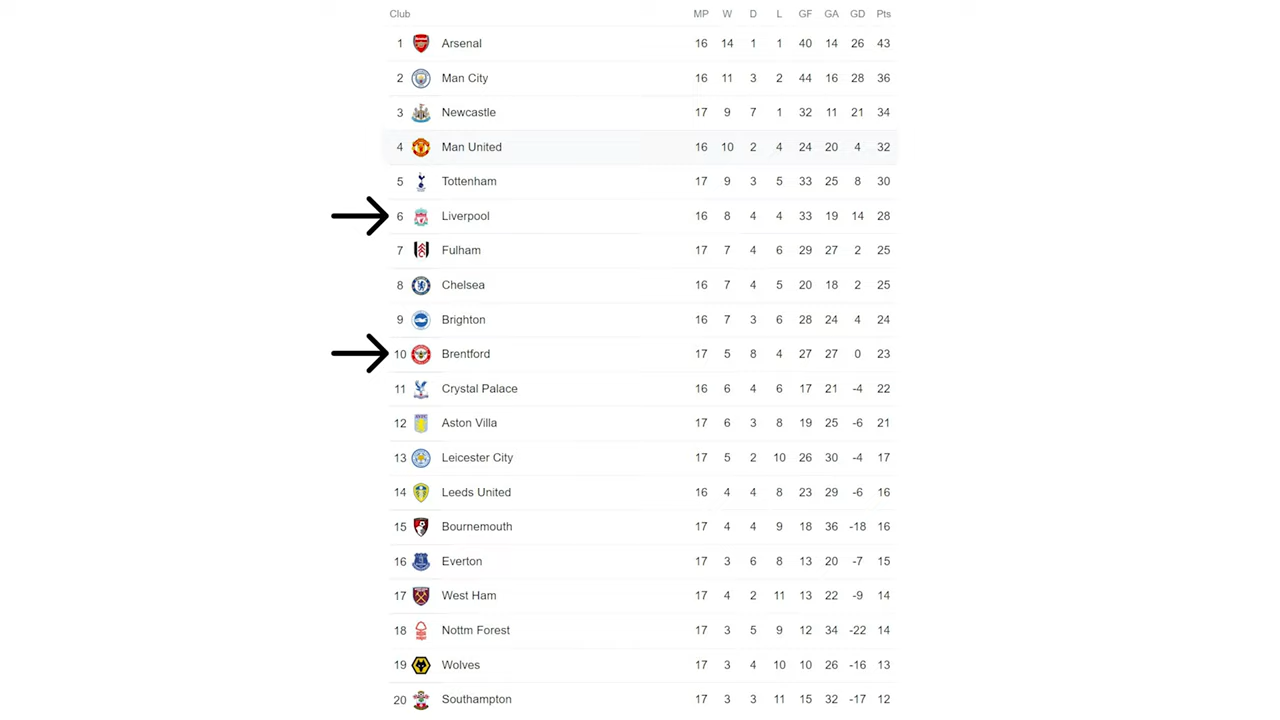 Club MP W D L GF GA GD Pts
1 Arsenal 16 14 1 1 40 14 26 43
2 Man City 16 11 3 2 44 16 28 36
3 Newcastle 17 9 7 1 32 11 21 34
4 Man United 16 10 2 4 24 20 4 32
5 Tottenham 17 9 3 5 33 25 8 30
6 Liverpool 16 8 4 4 33 19 14 28
7 Fulham 17 7 4 6 29 27 2 25
8 Chelsea 16 7 4 5 20 18 2 25
9 Brighton 16 7 3 6 28 24 4 24
10 Brentford 17 5 8 4 27 27 0 23
11 Crystal Palace 16 6 4 6 17 21 -4 22
12 Aston Villa 17 6 3 8 19 25 -6 21
13 Leicester City 17 5 2 10 26 30 -4 17
14 Leeds United 16 4 4 8 23 29 -6 16
15 Bournemouth 17 4 4 9 18 36 -18 16
16 Everton 17 3 6 8 13 20 -7 15
17 West Ham 17 4 2 11 13 22 -9 14
18 Nottm Forest 17 3 5 9 12 34 -22 14
19 Wolves 17 3 4 10 10 26 -16 13
20 Southampton 17 3 3 11 15 32 -17 12